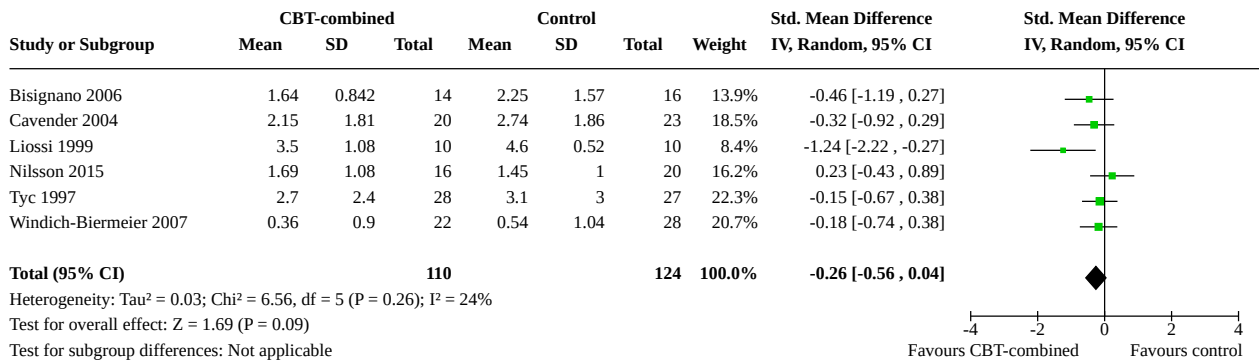 CBT-combined Control Std. Mean Difference Std. Mean Difference
Study or Subgroup Mean SD Total Mean SD Total Weight IV, Random, 95% CI IV, Random, 95% CI
Bisignano 2006 1.64 0.842 14 2.25 1.57 16 13.9% -0.46 [-1.19 , 0.27]
Cavender 2004 2.15 1.81 20 2.74 1.86 23 18.5% -0.32 [-0.92 , 0.29]
Liossi 1999 3.5 1.08 10 4.6 0.52 10 8.4% -1.24 [-2.22 , -0.27]
Nilsson 2015 1.69 1.08 16 1.45 1 20 16.2% 0.23 [-0.43 , 0.89]
Tyc 1997 2.7 2.4 28 3.1 3 27 22.3% -0.15 [-0.67 , 0.38]
Windich-Biermeier 2007 0.36 0.9 22 0.54 1.04 28 20.7% -0.18 [-0.74 , 0.38]
Total (95% CI) 110 124 100.0% -0.26 [-0.56 , 0.04]
Heterogeneity: Tau² = 0.03; Chi² = 6.56, df = 5 (P = 0.26); I² = 24%
Test for overall effect: Z = 1.69 (P = 0.09) -4 -2 0 2 4
Test for subgroup differences: Not applicable Favours CBT-combined Favours control